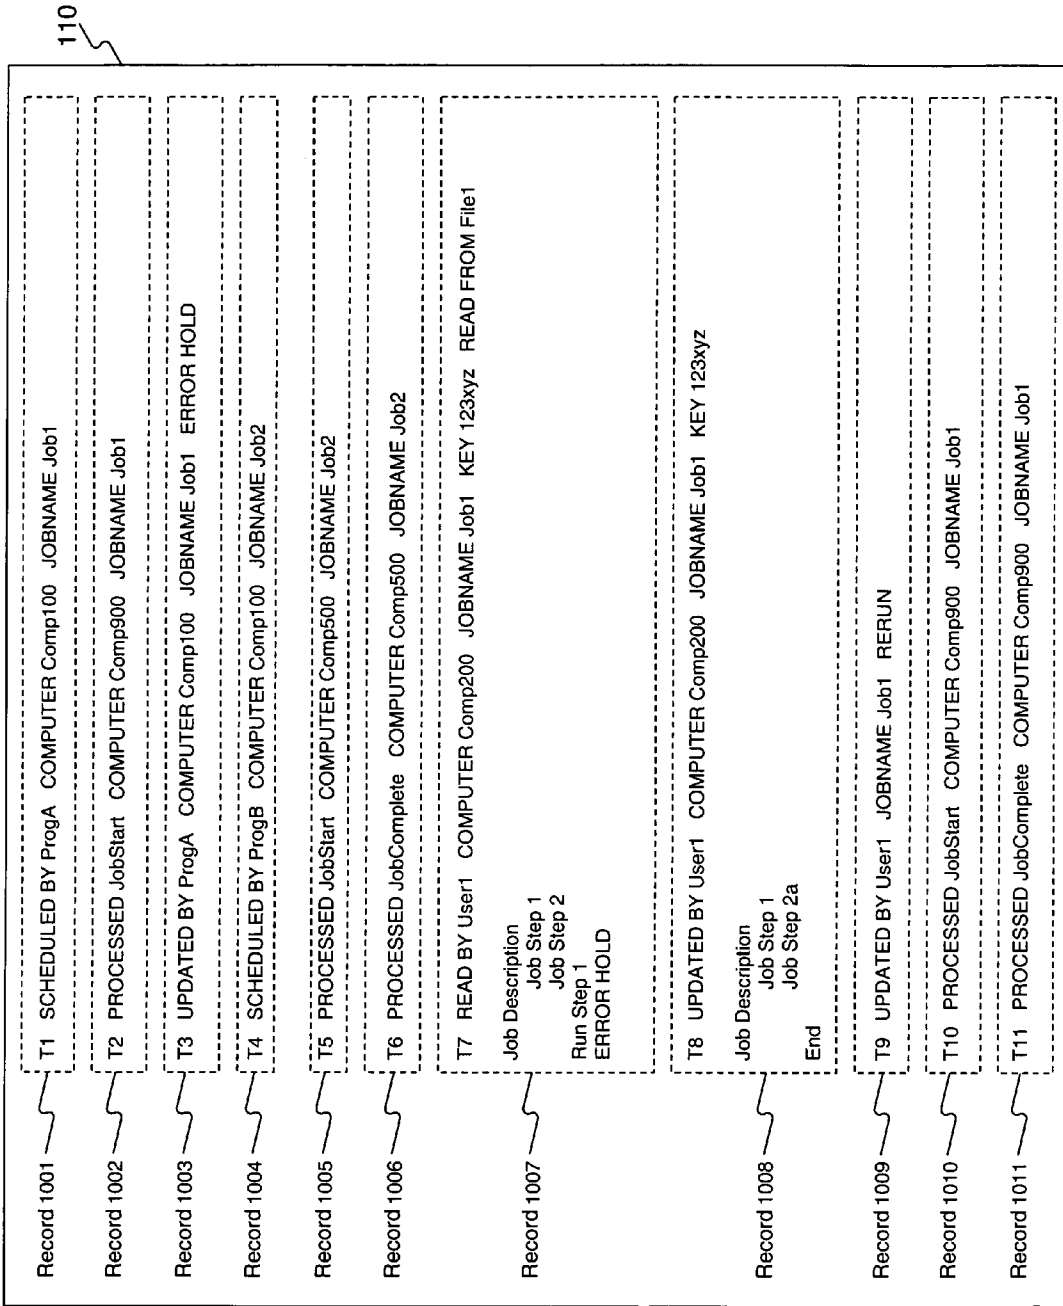 110
Record 1001 T1 SCHEDULED BY ProgA COMPUTER Comp100 JOBNAME Job1
Record 1002 T2 PROCESSED JobStart COMPUTER Comp900 JOBNAME Job1
Record 1003 T3 UPDATED BY ProgA COMPUTER Comp100 JOBNAME Job1 ERROR HOLD
Record 1004 T4 SCHEDULED BY ProgB COMPUTER Comp100 JOBNAME Job2
Record 1005 T5 PROCESSED JobStart COMPUTER Comp500 JOBNAME Job2
Record 1006 T6 PROCESSED JobComplete COMPUTER Comp500 JOBNAME Job2
T7 READ BY User1 COMPUTER Comp200 JOBNAME Job1 KEY 123xyz READ FROM File1
Record 1007 Job Description
Job Step 1
Job Step 2
Run Step 1
ERROR HOLD
T8 UPDATED BY User1 COMPUTER Comp200 JOBNAME Job1 KEY 123xyz
Job Description
Record 1008 Job Step 1
Job Step 2a
End
Record 1009 T9 UPDATED BY User1 JOBNAME Job1 RERUN
Record 1010 T10 PROCESSED JobStart COMPUTER Comp900 JOBNAME Job1
Record 1011 T11 PROCESSED JobComplete COMPUTER Comp900 JOBNAME Job1